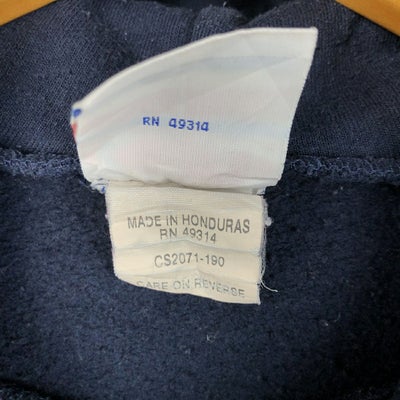 RN 49314
MADE IN HONDURAS
RN 49314
CS2071-190
CARE ON REVERSE